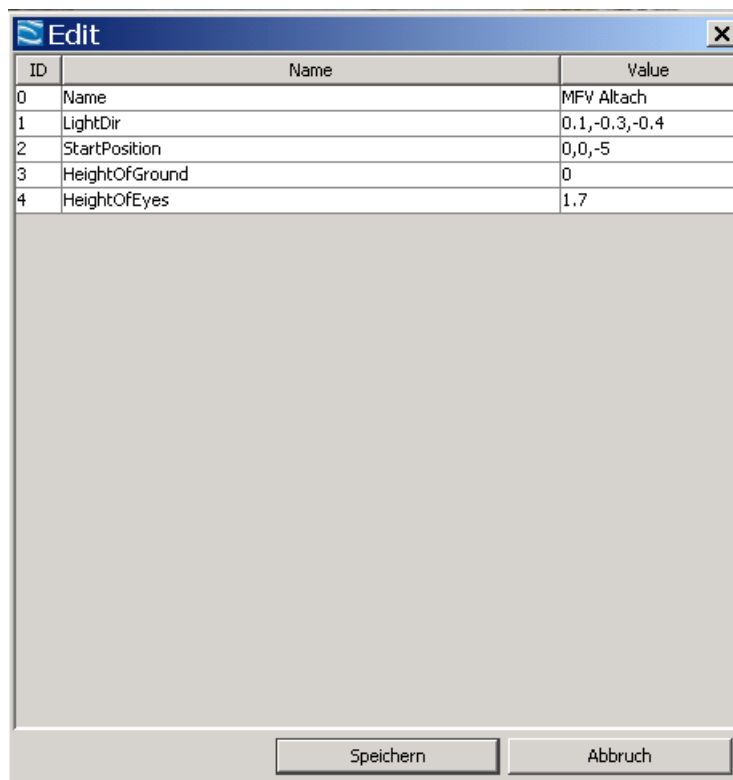 Edit
ID Name Value
0 Name MFV Altach
1 LightDir 0.1,-0.3,-0.4
2 StartPosition 0,0,-5
3 HeightOfGround 0
4 HeightOfEyes 1.7
Speichern Abbruch